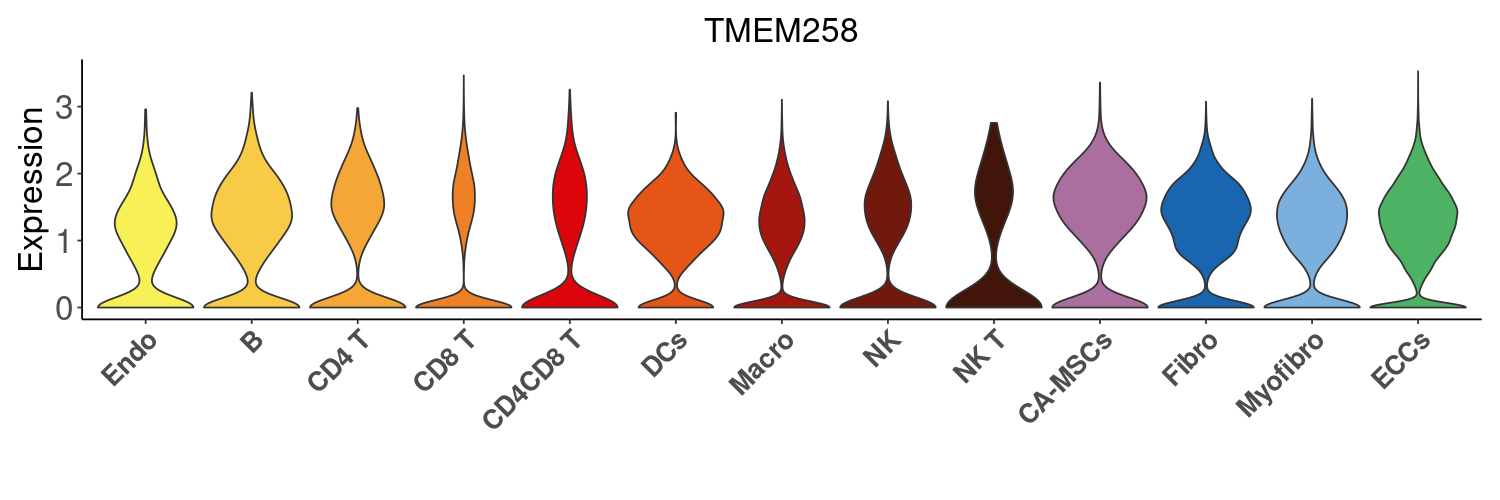 TMEM258
Expression
3
2
1
0
Endo
B
CD4 T
CD8 T
CD4CD8 T
DCs
Macro
NK
NK T
CA-MSCs
Fibro
Myofibro
ECCs